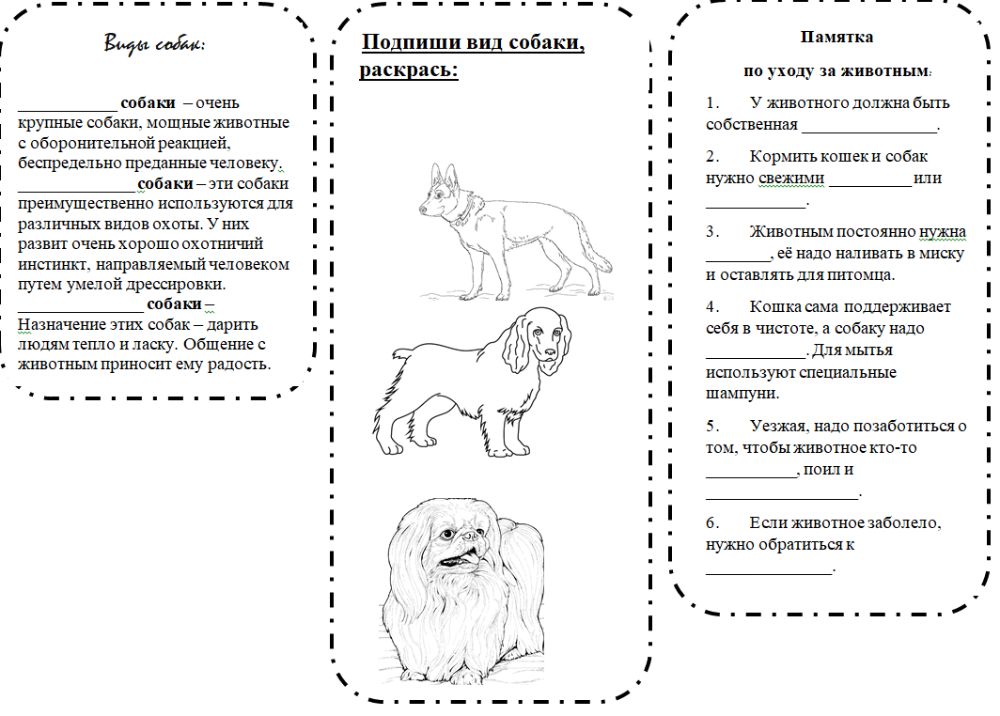 Виды собак:
____________ собаки – очень
крупные собаки, мощные животные
с оборонительной реакцией,
беспредельно преданные человеку.
______________ собаки – эти собаки
преимущественно используются для
различных видов охоты. У них
развит очень хорошо охотничий
инстинкт, направляемый человеком
путем умелой дрессировки.
_______________ собаки –
Назначение этих собак – дарить
людям тепло и ласку. Общение с
животным приносит ему радость.
Подпиши вид собаки,
раскрась:
Памятка
по уходу за животным:
1. У животного должна быть
собственная ________________.
2. Кормить кошек и собак
нужно свежими __________ или
____________.
3. Животным постоянно нужна
________, её надо наливать в миску
и оставлять для питомца.
4. Кошка сама поддерживает
себя в чистоте, а собаку надо
____________. Для мытья
используют специальные
шампуни.
5. Уезжая, надо позаботиться о
том, чтобы животное кто-то
___________, поил и
__________________.
6. Если животное заболело,
нужно обратиться к
_______________.